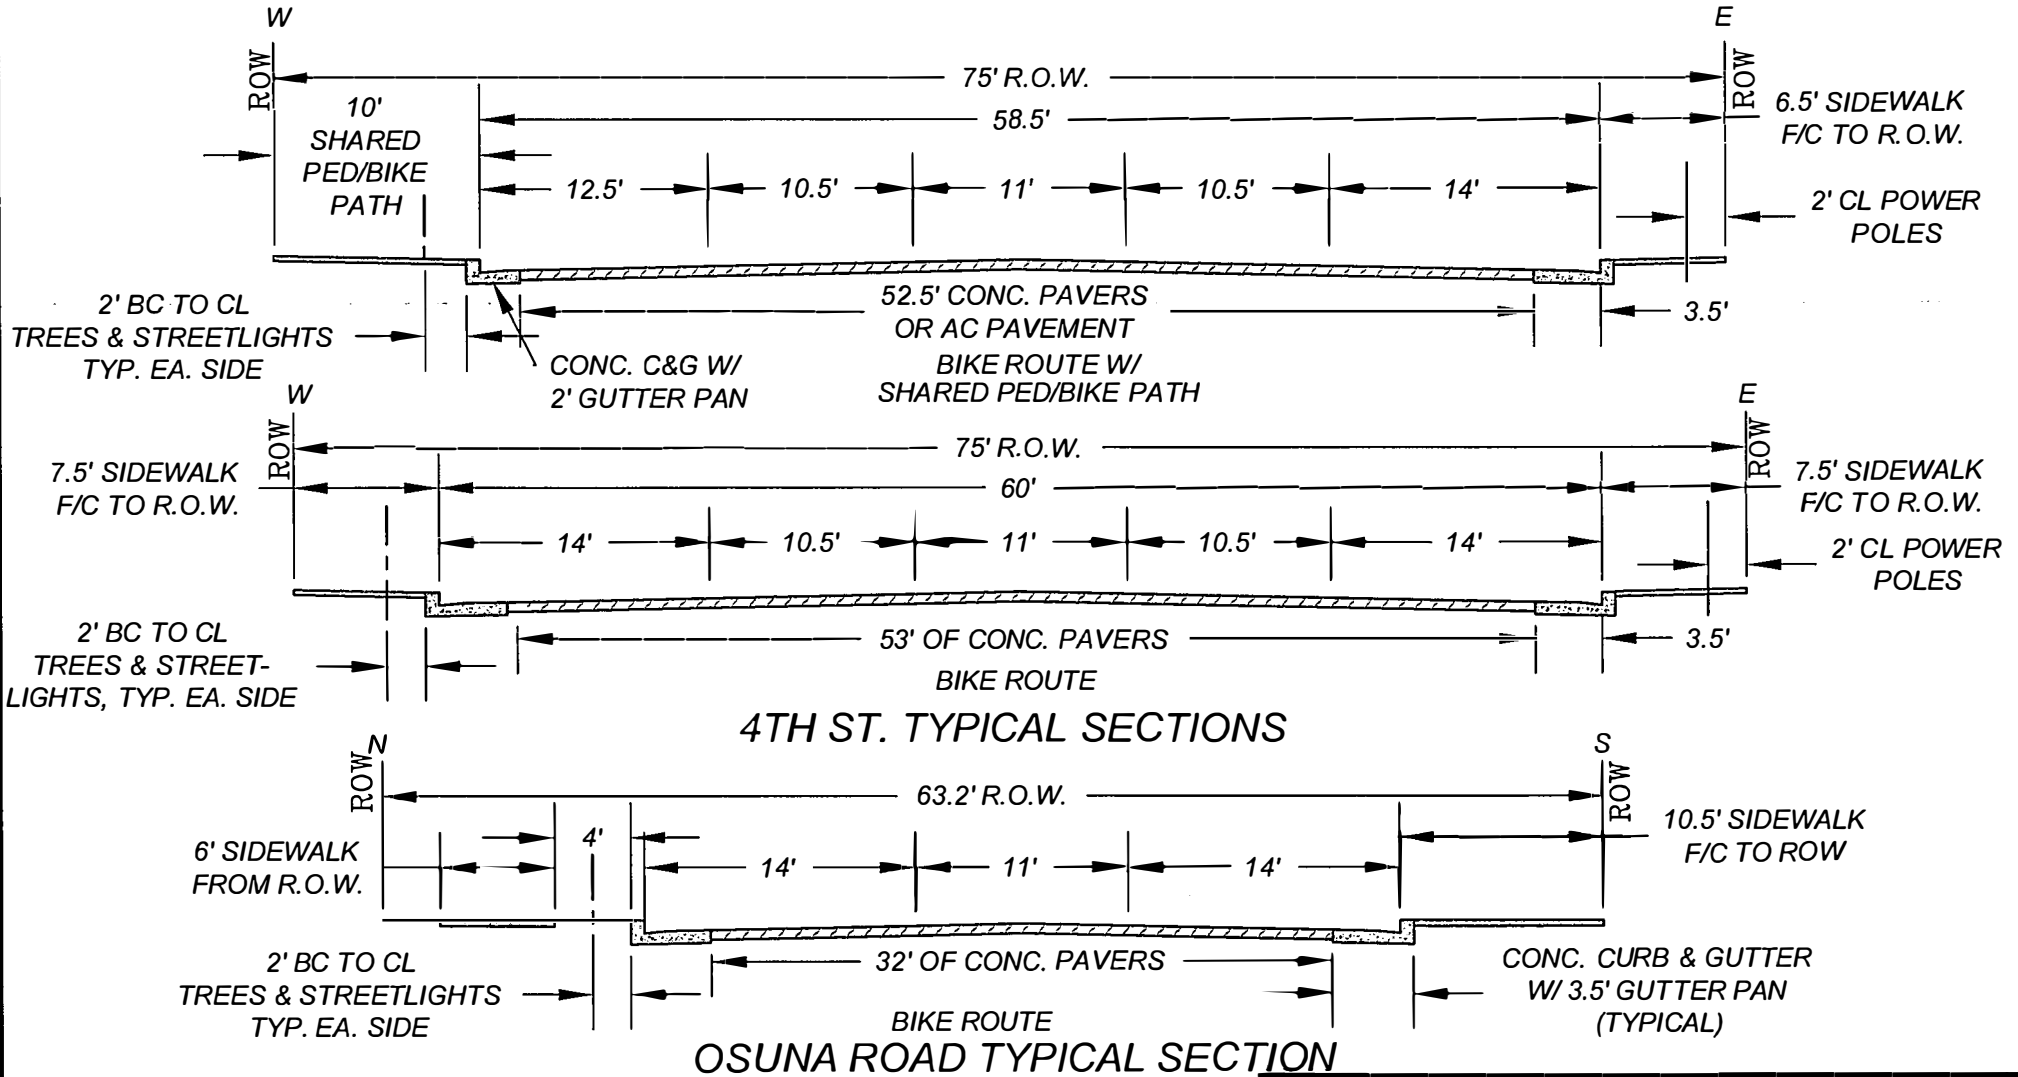 W
E
ROW
75' R.O.W.
ROW
10'
SHARED
PED/BIKE
PATH
58.5'
6.5' SIDEWALK
F/C TO R.O.W.
12.5'
10.5'
11'
10.5'
14'
2' CL POWER
POLES
2' BC TO CL
TREES & STREETLIGHTS
TYP. EA. SIDE
CONC. C&G W/
2' GUTTER PAN
52.5' CONC. PAVERS
OR AC PAVEMENT
3.5'
BIKE ROUTE W/
SHARED PED/BIKE PATH
W
E
ROW
75' R.O.W.
ROW
7.5' SIDEWALK
F/C TO R.O.W.
60'
7.5' SIDEWALK
F/C TO R.O.W.
14'
10.5'
11'
10.5'
14'
2' CL POWER
POLES
2' BC TO CL
TREES & STREET-
LIGHTS, TYP. EA. SIDE
53' OF CONC. PAVERS
3.5'
BIKE ROUTE
4TH ST. TYPICAL SECTIONS
N
S
ROW
63.2' R.O.W.
ROW
6' SIDEWALK
FROM R.O.W.
4'
14'
11'
14'
10.5' SIDEWALK
F/C TO ROW
2' BC TO CL
TREES & STREETLIGHTS
TYP. EA. SIDE
32' OF CONC. PAVERS
CONC. CURB & GUTTER
W/ 3.5' GUTTER PAN
(TYPICAL)
BIKE ROUTE
OSUNA ROAD TYPICAL SECTION